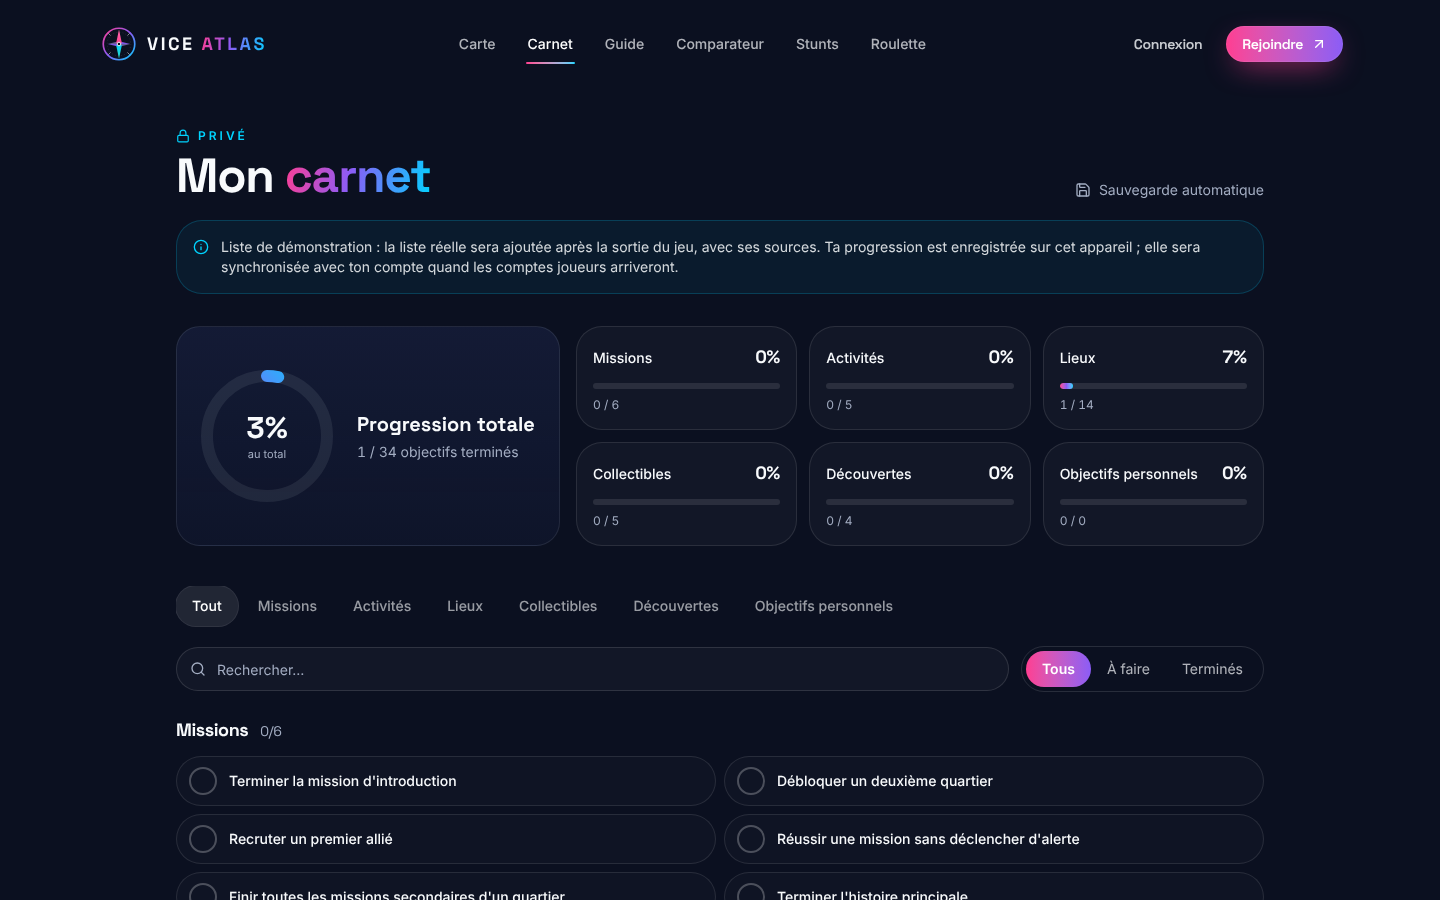 VICE ATLAS
Carte
Carnet
Guide
Comparateur
Stunts
Roulette
Connexion
Rejoindre
PRIVÉ
Mon carnet
Sauvegarde automatique
Liste de démonstration : la liste réelle sera ajoutée après la sortie du jeu, avec ses sources. Ta progression est enregistrée sur cet appareil ; elle sera
synchronisée avec ton compte quand les comptes joueurs arriveront.
3%
au total
Progression totale
1 / 34 objectifs terminés
Missions 0%
0 / 6
Activités 0%
0 / 5
Lieux 7%
1 / 14
Collectibles 0%
0 / 5
Découvertes 0%
0 / 4
Objectifs personnels 0%
0 / 0
Tout
Missions
Activités
Lieux
Collectibles
Découvertes
Objectifs personnels
Rechercher...
Tous
À faire
Terminés
Missions 0/6
Terminer la mission d'introduction
Débloquer un deuxième quartier
Recruter un premier allié
Réussir une mission sans déclencher d'alerte
Finir toutes les missions secondaires d'un quartier
Terminer l'histoire principale